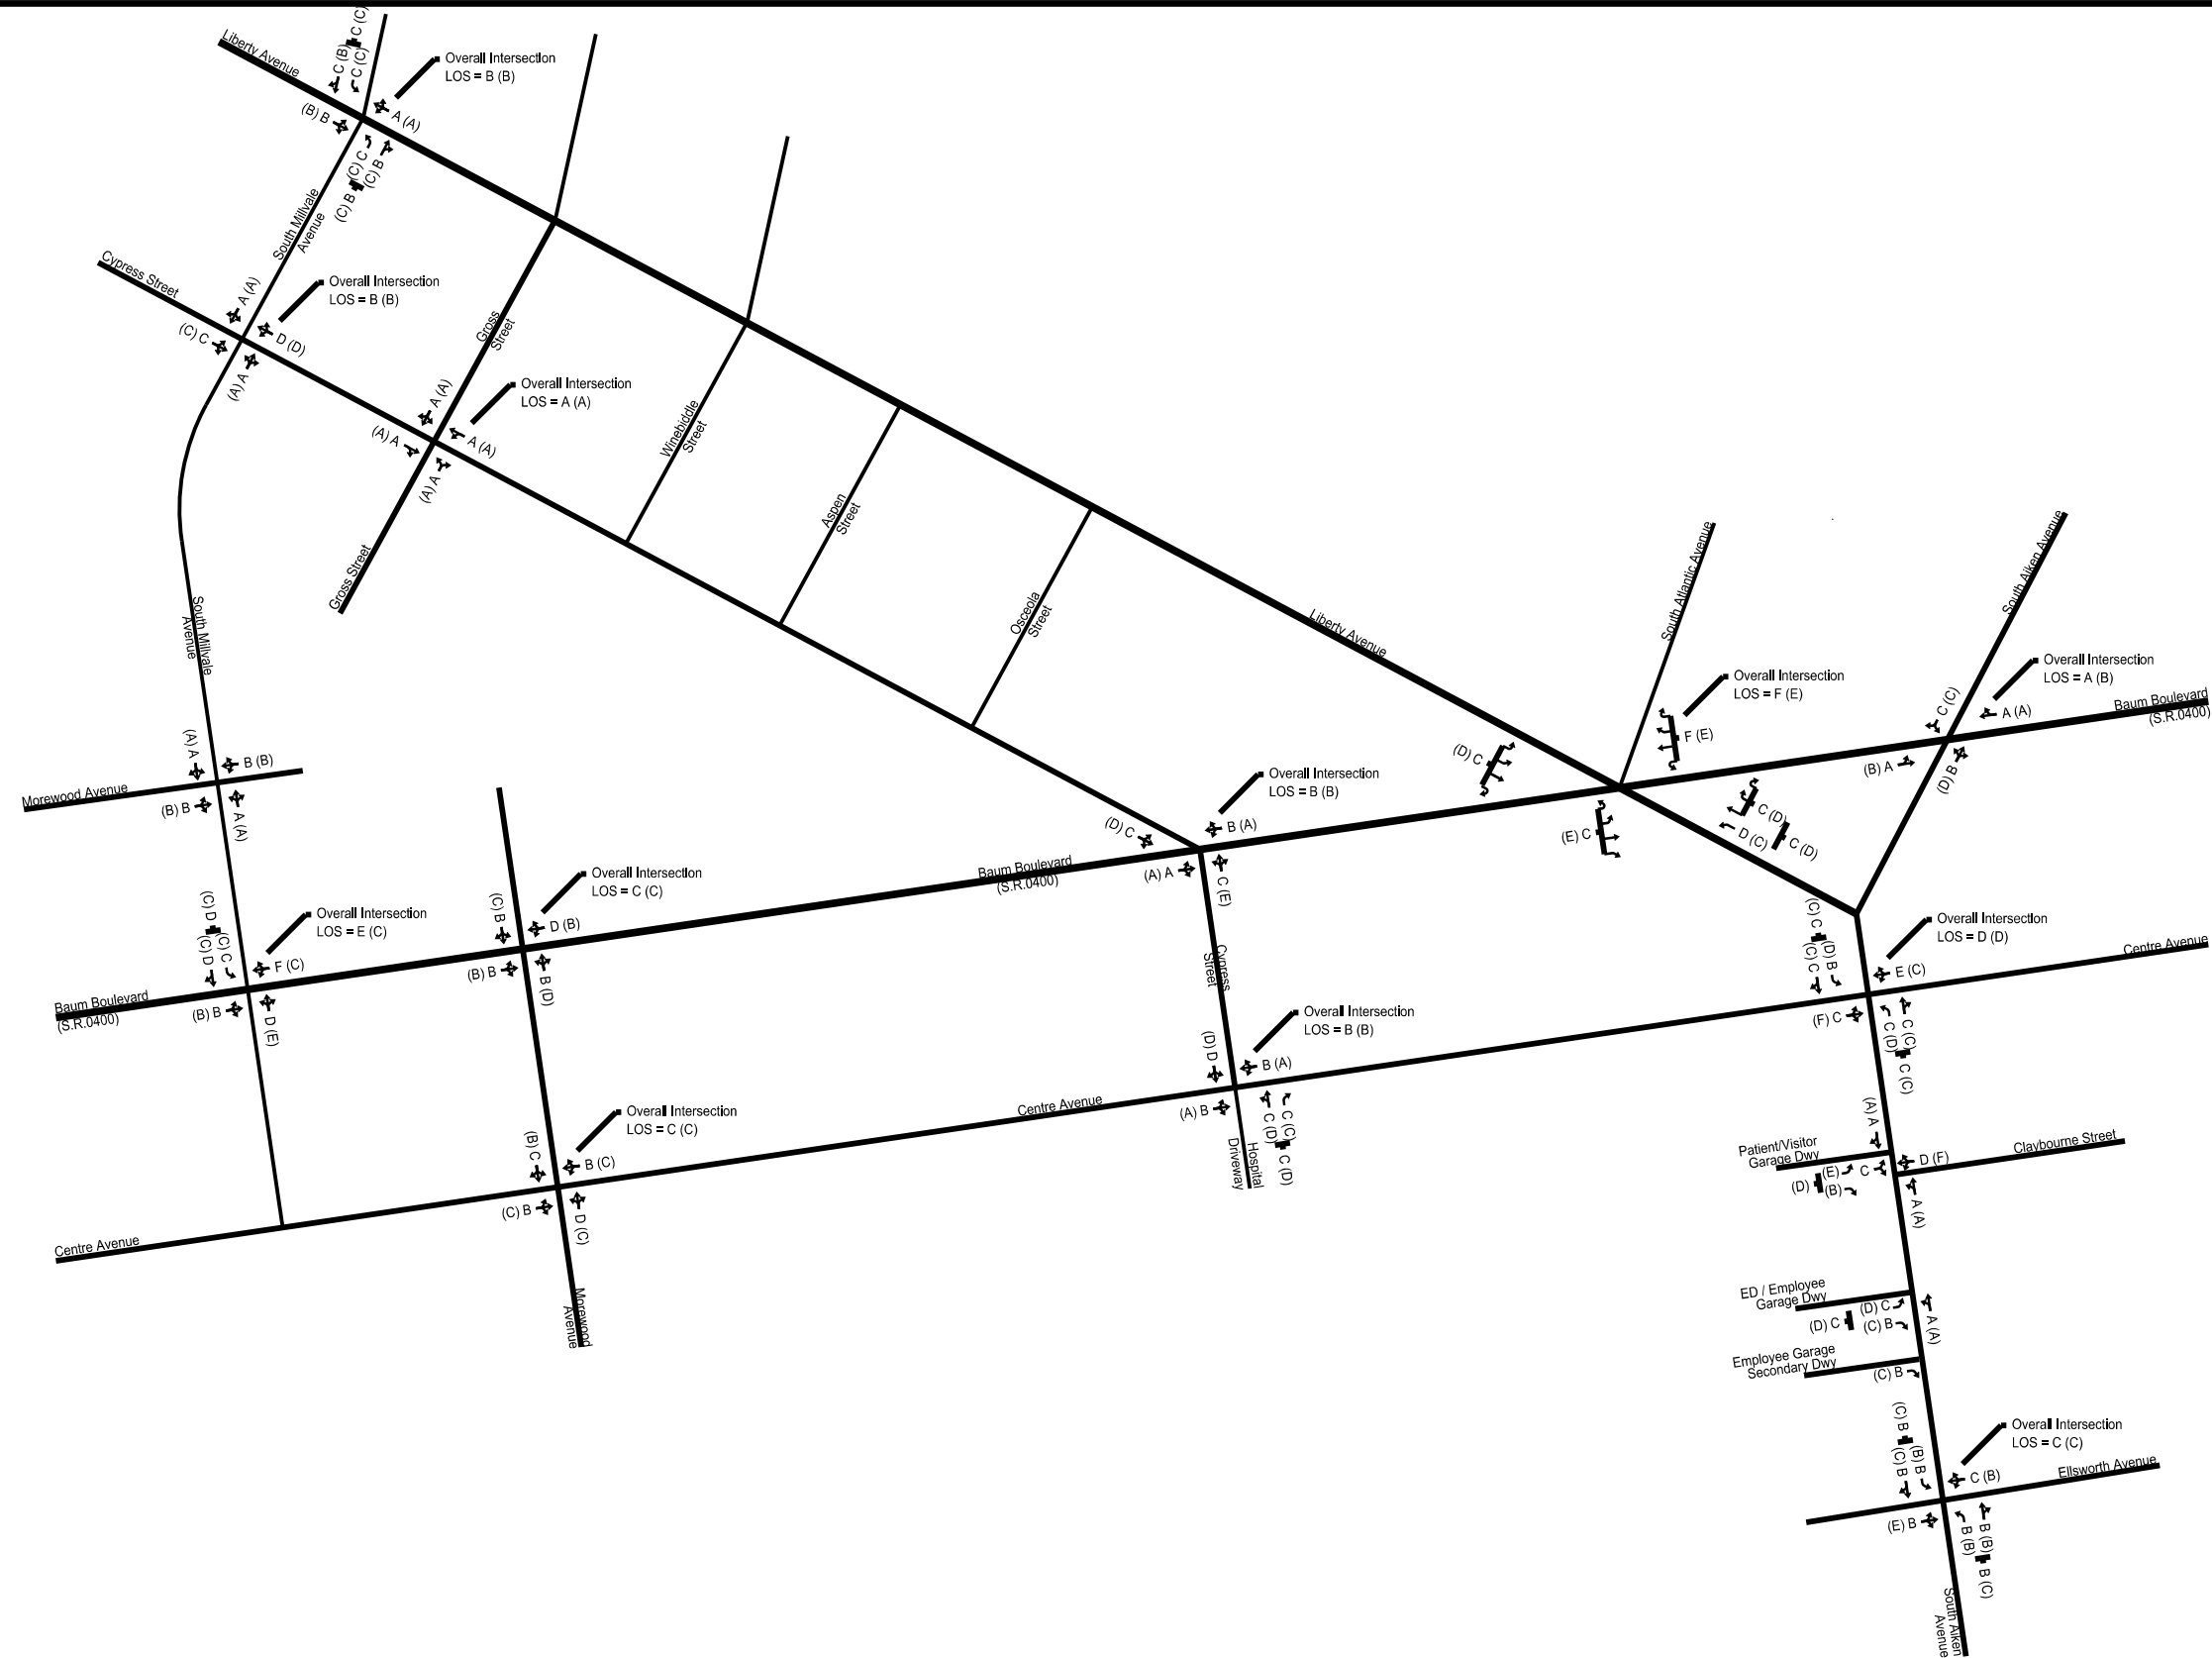 Liberty Avenue
C (B)
C (C)
C (C)
Overall Intersection
LOS = B (B)
(B) B
A (A)
(C) C
(C) B
(C) B
South Millvale
Avenue
Cypress Street
A (A)
Overall Intersection
LOS = B (B)
(C) C
D (D)
(A) A
Gross
Street
A (A)
Overall Intersection
LOS = A (A)
(A) A
A (A)
(A) A
Gross Street
Winebiddle
Street
Aspen
Street
Osceola
Street
Liberty Avenue
South Atlantic Avenue
South Aiken Avenue
South Millvale
Avenue
(A) A
B (B)
Morewood Avenue
(B) B
A (A)
Overall Intersection
LOS = F (E)
F (E)
(D) C
(E) C
C (D)
D (C)
C (D)
Overall Intersection
LOS = A (B)
C (C)
A (A)
Baum Boulevard
(S.R.0400)
(B) A
(D) B
Overall Intersection
LOS = B (B)
(D) C
B (A)
(A) A
C (E)
Baum Boulevard
(S.R.0400)
Overall Intersection
LOS = C (C)
(C) B
D (B)
(B) B
B (D)
Overall Intersection
LOS = E (C)
(C) D
(C) D
(C) C
F (C)
(B) B
D (E)
Baum Boulevard
(S.R.0400)
Cypress
Street
Overall Intersection
LOS = B (B)
(D) D
B (A)
(A) B
C (D)
C (C)
C (D)
Hospital
Driveway
Centre Avenue
Overall Intersection
LOS = C (C)
(B) C
B (C)
(C) B
D (C)
Centre Avenue
Morewood
Avenue
Overall Intersection
LOS = D (D)
(C) C
(C) C
(D) B
E (C)
Centre Avenue
(F) C
C (D)
C (C)
C (C)
(A) A
Patient/Visitor
Garage Dwy
Claybourne Street
(E)
C
D (F)
(D)
(B)
A (A)
ED / Employee
Garage Dwy
(D) C
(D) C
(C) B
A (A)
Employee Garage
Secondary Dwy
(C) B
Overall Intersection
LOS = C (C)
(C) B
(C) B
(B) B
C (B)
Ellsworth Avenue
(E) B
B (B)
B (B)
B (C)
South Aiken
Avenue